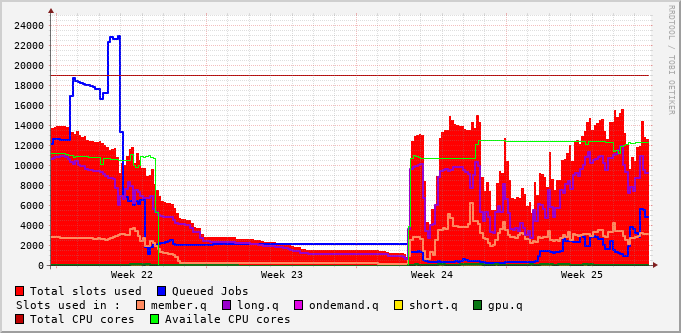 RRDTOOL / TOBI OETIKER
24000
22000
20000
18000
16000
14000
12000
10000
8000
6000
4000
2000
0
Week 22 Week 23 Week 24 Week 25
Total slots used Queued Jobs
Slots used in : member.q long.q ondemand.q short.q gpu.q
Total CPU cores Availale CPU cores